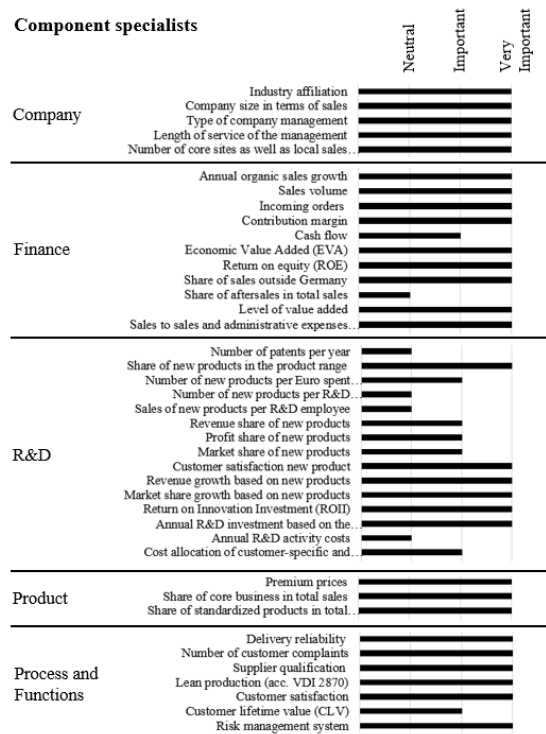 Component specialists
Neutral
Important
Very
Important
Company
Industry affiliation
Company size in terms of sales
Type of company management
Length of service of the management
Number of core sites as well as local sales…
Finance
Annual organic sales growth
Sales volume
Incoming orders
Contribution margin
Cash flow
Economic Value Added (EVA)
Return on equity (ROE)
Share of sales outside Germany
Share of aftersales in total sales
Level of value added
Sales to sales and administrative expenses…
R&D
Number of patents per year
Share of new products in the product range
Number of new products per Euro spent…
Number of new products per R&D…
Sales of new products per R&D employee
Revenue share of new products
Profit share of new products
Market share of new products
Customer satisfaction new product
Revenue growth based on new products
Market share growth based on new products
Return on Innovation Investment (ROII)
Annual R&D investment based on the…
Annual R&D activity costs
Cost allocation of customer-specific and…
Product
Premium prices
Share of core business in total sales
Share of standardized products in total…
Process and
Functions
Delivery reliability
Number of customer complaints
Supplier qualification
Lean production (acc. VDI 2870)
Customer satisfaction
Customer lifetime value (CLV)
Risk management system